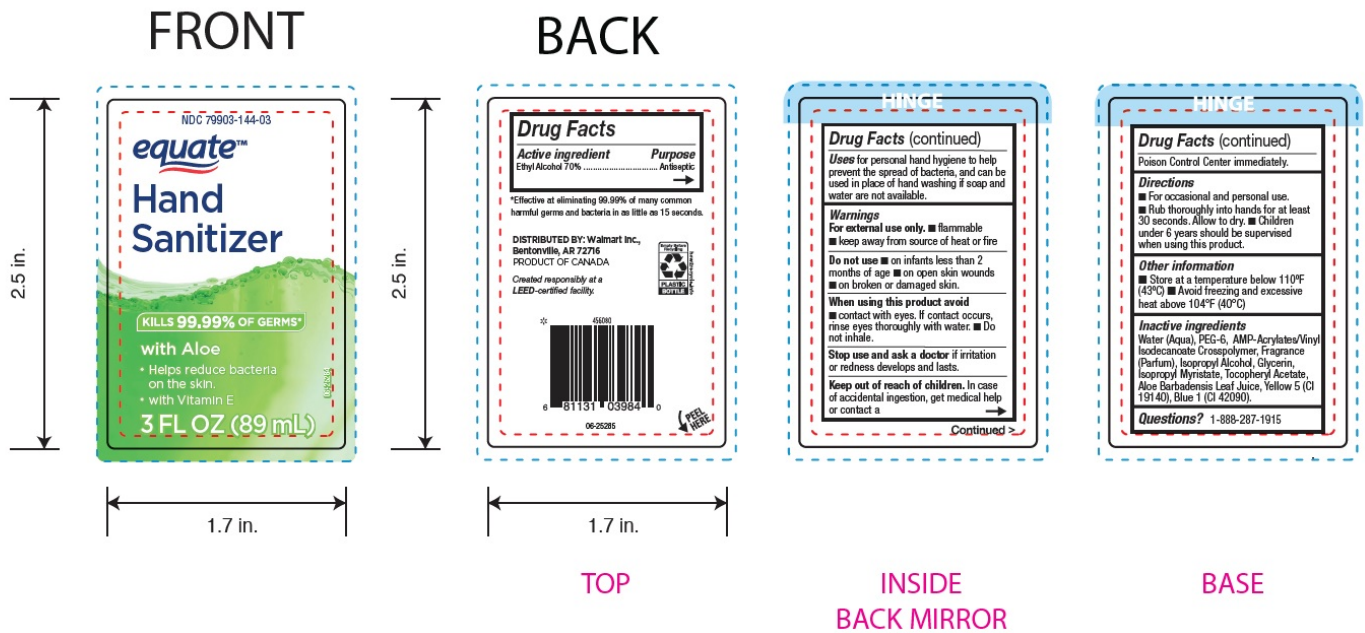 FRONT
2.5 in.
NDC 79903-144-03
equate™
Hand
Sanitizer
KILLS 99.99% OF GERMS*
with Aloe
• Helps reduce bacteria
on the skin.
• with Vitamin E
3 FL OZ (89 mL)
1.7 in.
BACK
2.5 in.
Drug Facts
Active ingredient Purpose
Ethyl Alcohol 70% ................................ Antiseptic
*Effective at eliminating 99.99% of many common
harmful germs and bacteria in as little as 15 seconds.
DISTRIBUTED BY: Walmart Inc.,
Bentonville, AR 72716
PRODUCT OF CANADA
Created responsibly at a
LEED-certified facility.
Empty Before
Recycling
PLASTIC
BOTTLE
how2recycle.info
456080
6 81131 03984 0
06-25285
PEEL
HERE
1.7 in.
TOP
HINGE
Drug Facts (continued)
Uses for personal hand hygiene to help
prevent the spread of bacteria, and can be
used in place of hand washing if soap and
water are not available.
Warnings
For external use only. ■ flammable
■ keep away from source of heat or fire
Do not use ■ on infants less than 2
months of age ■ on open skin wounds
■ on broken or damaged skin.
When using this product avoid
■ contact with eyes. If contact occurs,
rinse eyes thoroughly with water. ■ Do
not inhale.
Stop use and ask a doctor if irritation
or redness develops and lasts.
Keep out of reach of children. In case
of accidental ingestion, get medical help
or contact a
Continued >
INSIDE
BACK MIRROR
HINGE
Drug Facts (continued)
Poison Control Center immediately.
Directions
■ For occasional and personal use.
■ Rub thoroughly into hands for at least
30 seconds. Allow to dry. ■ Children
under 6 years should be supervised
when using this product.
Other information
■ Store at a temperature below 110ºF
(43ºC) ■ Avoid freezing and excessive
heat above 104°F (40°C)
Inactive ingredients
Water (Aqua), PEG-6, AMP-Acrylates/Vinyl
Isodecanoate Crosspolymer, Fragrance
(Parfum), Isopropyl Alcohol, Glycerin,
Isopropyl Myristate, Tocopheryl Acetate,
Aloe Barbadensis Leaf Juice, Yellow 5 (CI
19140), Blue 1 (CI 42090).
Questions? 1-888-287-1915
BASE